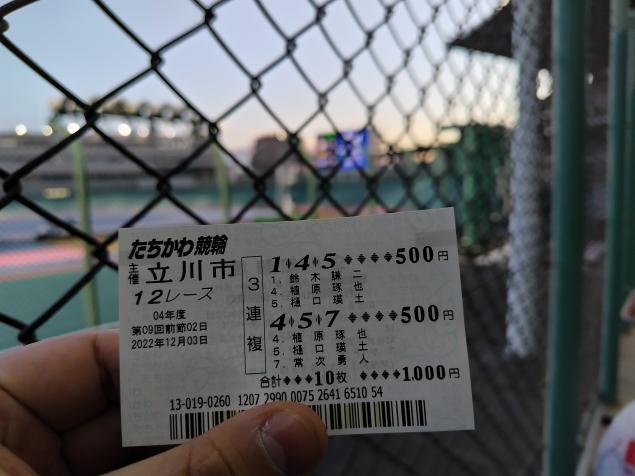 たちかわ競輪
主催 立川市
12レース
04年度
第09回前節02日
2022年12月03日
3連複
1♦4♦5♦♦♦♦500円
1. 鈴木謙二
4. 植原琢也
5. 樋口瑛土
4♦5♦7♦♦♦♦500円
4. 植原琢也
5. 樋口瑛土
7. 常次勇人
合計♦♦♦10枚♦♦♦♦1,000円
13-019-0260 1207 2990 0075 2641 6510 54